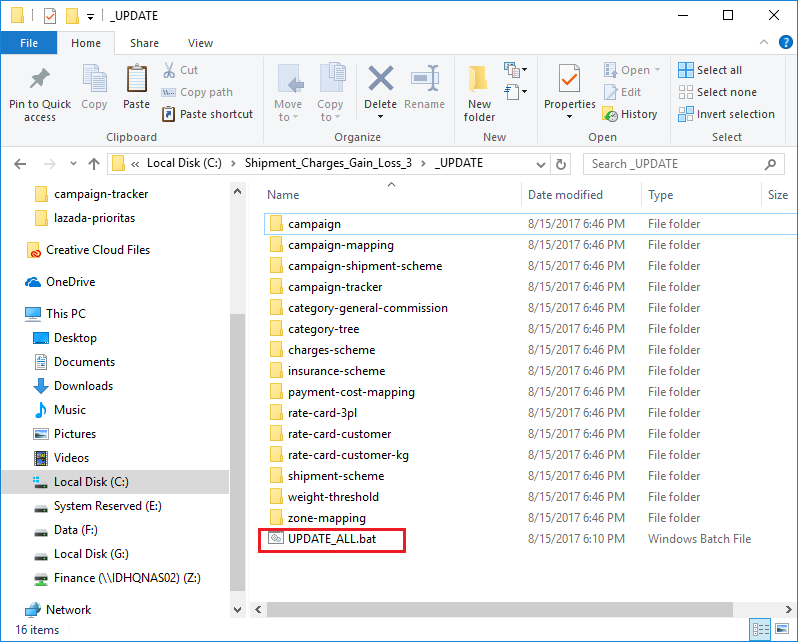 _UPDATE
File Home Share View
Pin to Quick access
Copy
Paste
Cut
Copy path
Paste shortcut
Clipboard
Move to
Copy to
Delete
Rename
Organize
New folder
New
Properties
Open
Edit
History
Open
Select all
Select none
Invert selection
Select
« Local Disk (C:) > Shipment_Charges_Gain_Loss_3 > _UPDATE
Search _UPDATE
campaign-tracker
lazada-prioritas
Creative Cloud Files
OneDrive
This PC
Desktop
Documents
Downloads
Music
Pictures
Videos
Local Disk (C:)
System Reserved (E:)
Data (F:)
Local Disk (G:)
Finance (\\IDHQNAS02) (Z:)
Network
Name Date modified Type Size
campaign 8/15/2017 6:46 PM File folder
campaign-mapping 8/15/2017 6:46 PM File folder
campaign-shipment-scheme 8/15/2017 6:46 PM File folder
campaign-tracker 8/15/2017 6:46 PM File folder
category-general-commission 8/15/2017 6:46 PM File folder
category-tree 8/15/2017 6:46 PM File folder
charges-scheme 8/15/2017 6:46 PM File folder
insurance-scheme 8/15/2017 6:46 PM File folder
payment-cost-mapping 8/15/2017 6:46 PM File folder
rate-card-3pl 8/15/2017 6:46 PM File folder
rate-card-customer 8/15/2017 6:46 PM File folder
rate-card-customer-kg 8/15/2017 6:46 PM File folder
shipment-scheme 8/15/2017 6:46 PM File folder
weight-threshold 8/15/2017 6:46 PM File folder
zone-mapping 8/15/2017 6:46 PM File folder
UPDATE_ALL.bat 8/15/2017 6:10 PM Windows Batch File
16 items